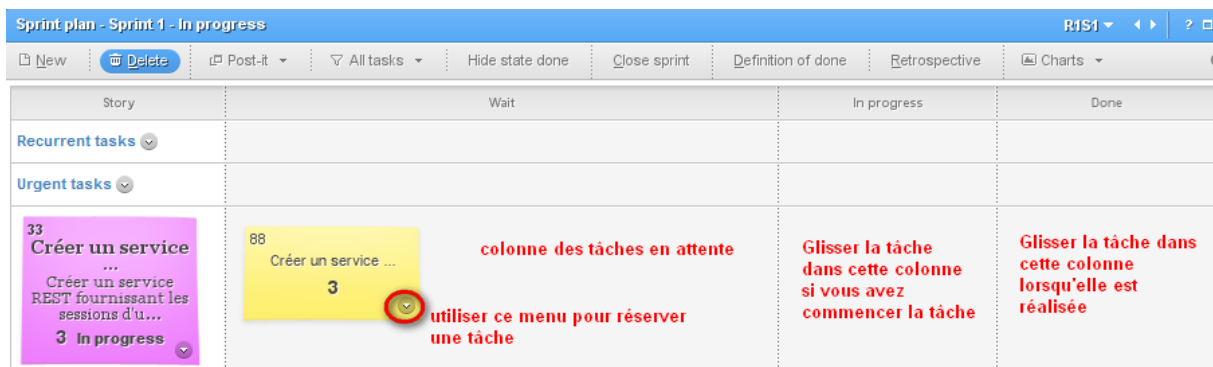 Sprint plan - Sprint 1 - In progress
R1S1
?
New
Delete
Post-it
All tasks
Hide state done
Close sprint
Definition of done
Retrospective
Charts
Story
Wait
In progress
Done
Recurrent tasks
Urgent tasks
33
Créer un service
...
Créer un service
REST fournissant les
sessions d'u...
3 In progress
88
Créer un service ...
3
colonne des tâches en attente
utiliser ce menu pour réserver
une tâche
Glisser la tâche
dans cette colonne
si vous avez
commencer la tâche
Glisser la tâche dans
cette colonne
lorsqu'elle est
réalisée